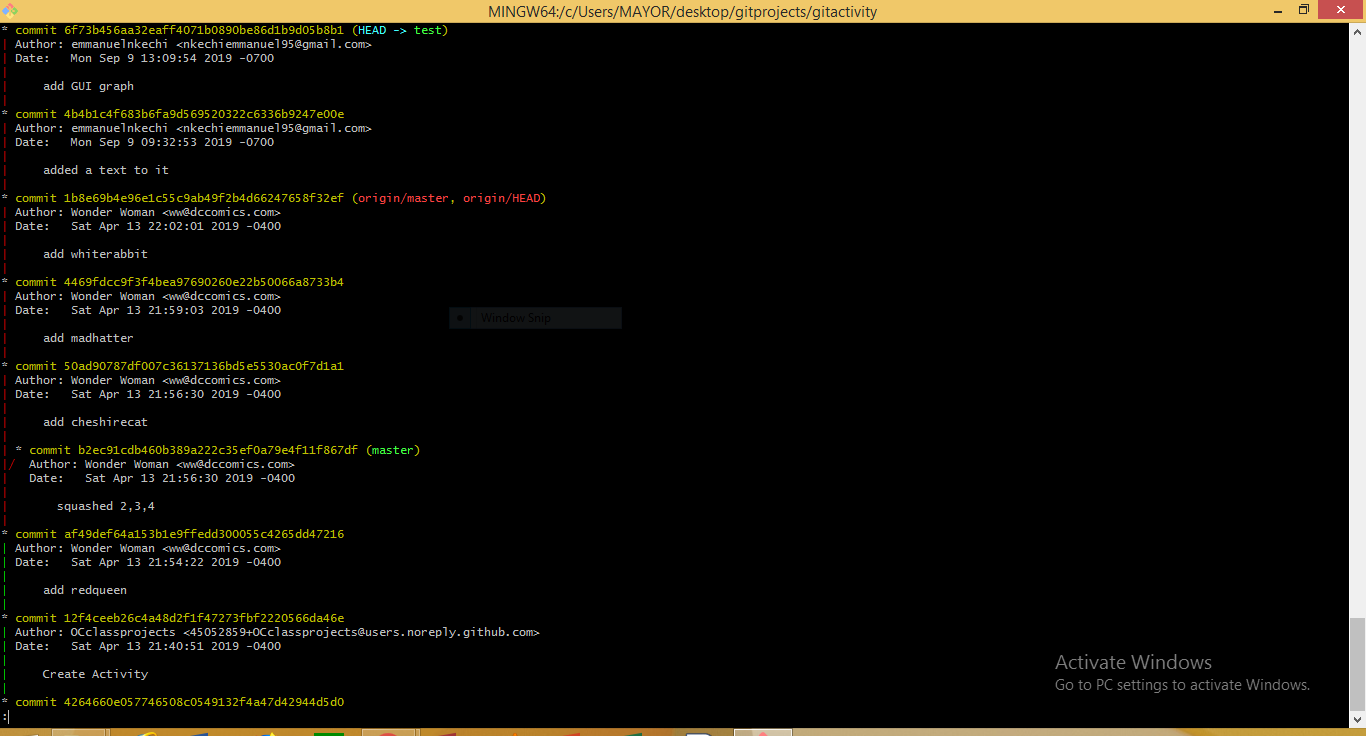 MINGW64:/c/Users/MAYOR/desktop/gitprojects/gitactivity
* commit 6f73b456aa32eaff4071b0890be86d1b9d05b8b1 (HEAD -> test)
| Author: emmanuelnkechi <nkechiemmanuel95@gmail.com>
| Date:   Mon Sep 9 13:09:54 2019 -0700
|
|     add GUI graph
|
* commit 4b4b1c4f683b6fa9d569520322c6336b9247e00e
| Author: emmanuelnkechi <nkechiemmanuel95@gmail.com>
| Date:   Mon Sep 9 09:32:53 2019 -0700
|
|     added a text to it
|
* commit 1b8e69b4e96e1c55c9ab49f2b4d66247658f32ef (origin/master, origin/HEAD)
| Author: Wonder Woman <ww@dccomics.com>
| Date:   Sat Apr 13 22:02:01 2019 -0400
|
|     add whiterabbit
|
* commit 4469fdcc9f3f4bea97690260e22b50066a8733b4
| Author: Wonder Woman <ww@dccomics.com>
| Date:   Sat Apr 13 21:59:03 2019 -0400
Window Snip
|
|     add madhatter
|
* commit 50ad90787df007c36137136bd5e5530ac0f7d1a1
| Author: Wonder Woman <ww@dccomics.com>
| Date:   Sat Apr 13 21:56:30 2019 -0400
|
|     add cheshirecat
|
| * commit b2ec91cdb460b389a222c35ef0a79e4f11f867df (master)
|/  Author: Wonder Woman <ww@dccomics.com>
|   Date:   Sat Apr 13 21:56:30 2019 -0400
|
|       squashed 2,3,4
|
* commit af49def64a153b1e9ffedd300055c4265dd47216
| Author: Wonder Woman <ww@dccomics.com>
| Date:   Sat Apr 13 21:54:22 2019 -0400
|
|     add redqueen
|
* commit 12f4ceeb26c4a48d2f1f47273fbf2220566da46e
| Author: OCclassprojects <45052859+OCclassprojects@users.noreply.github.com>
| Date:   Sat Apr 13 21:40:51 2019 -0400
|
|     Create Activity
|
* commit 4264660e057746508c0549132f4a47d42944d5d0
:
Activate Windows
Go to PC settings to activate Windows.